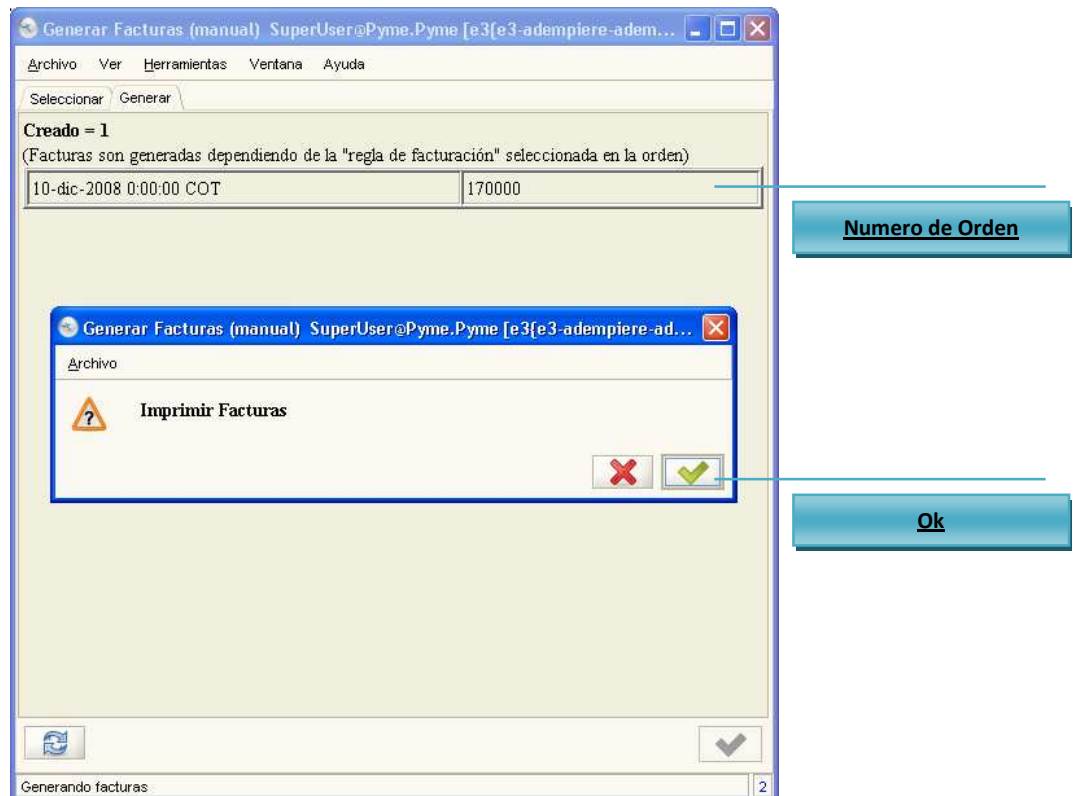 Generar Facturas (manual) SuperUser@Pyme.Pyme [e3{e3-adempiere-adem...
Archivo Ver Herramientas Ventana Ayuda
Seleccionar Generar
Creado = 1
(Facturas son generadas dependiendo de la "regla de facturación" seleccionada en la orden)
10-dic-2008 0:00:00 COT 170000
Numero de Orden
Generar Facturas (manual) SuperUser@Pyme.Pyme [e3{e3-adempiere-ad...
Archivo
Imprimir Facturas
Ok
Generando facturas 2